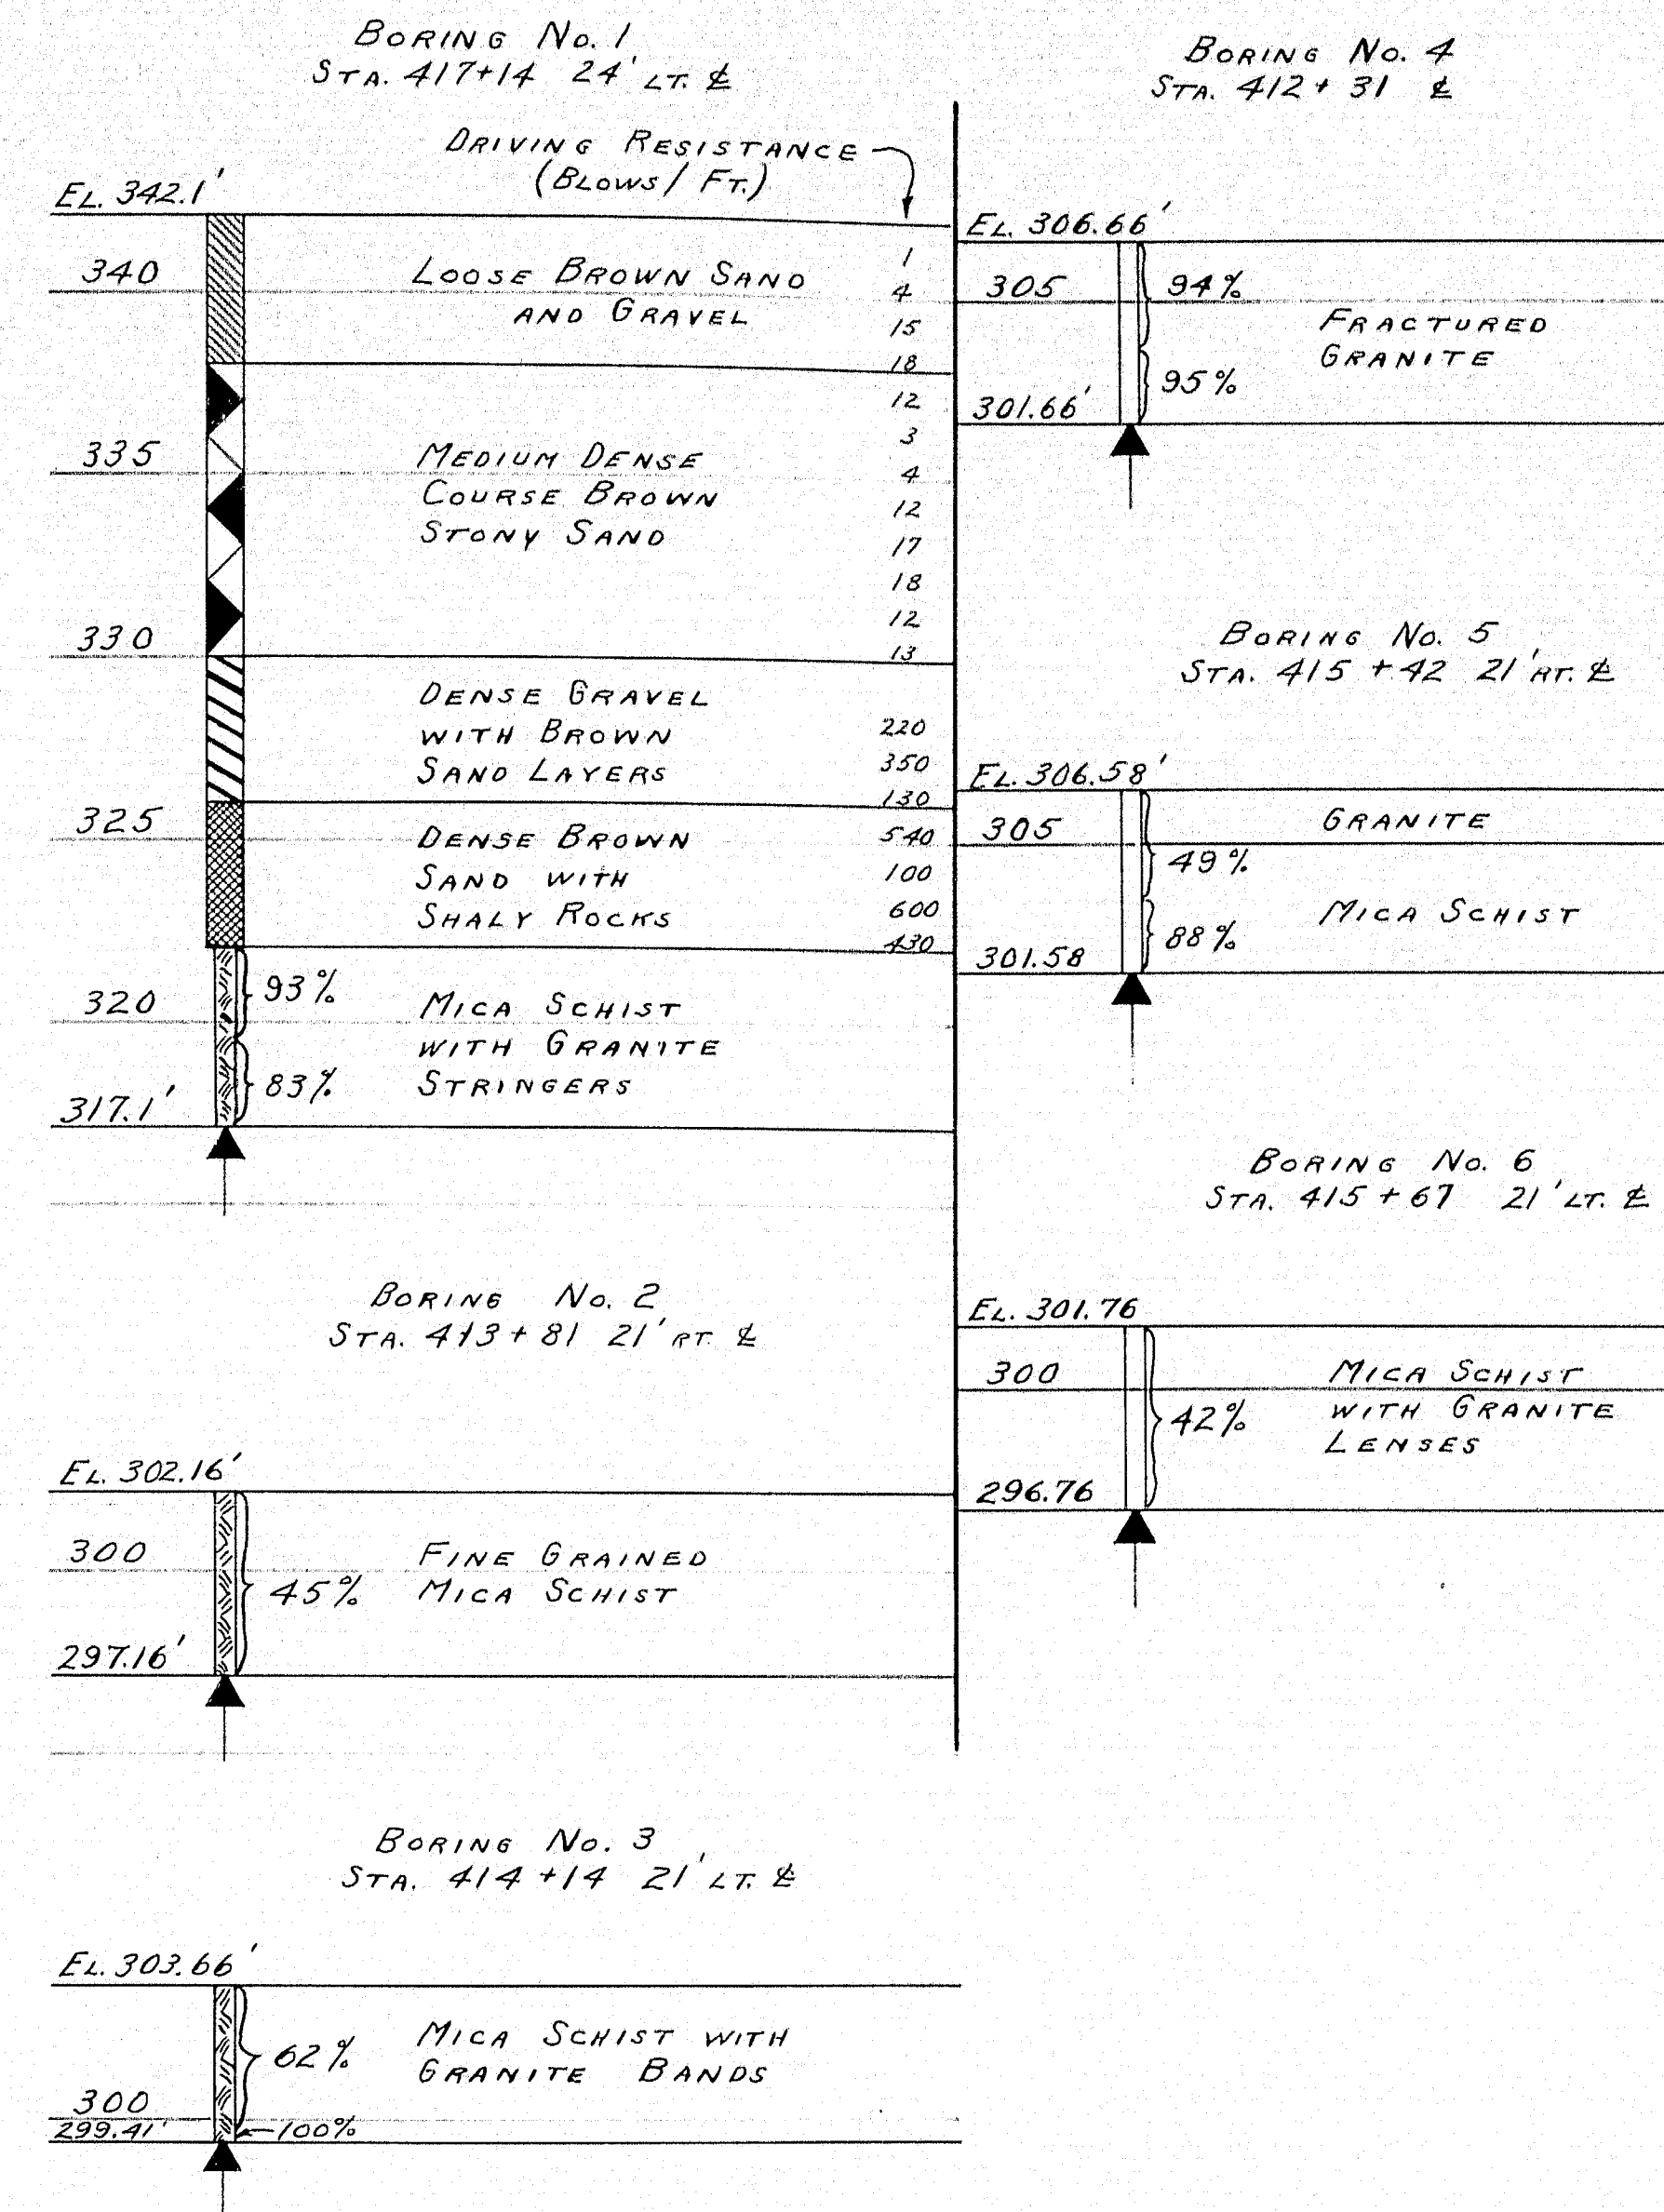 BORING No. 1
STA. 417+14 24' LT. ℄
DRIVING RESISTANCE
(BLOWS / FT.)
EL. 342.1'
340
LOOSE BROWN SAND
AND GRAVEL
1
4
15
18
335
MEDIUM DENSE
COURSE BROWN
STONY SAND
12
3
4
12
17
18
12
13
330
DENSE GRAVEL
WITH BROWN
SAND LAYERS
220
350
130
325
DENSE BROWN
SAND WITH
SHALY ROCKS
540
100
600
430
320
93%
83%
MICA SCHIST
WITH GRANITE
STRINGERS
317.1'
BORING No. 2
STA. 413+81 21' RT. ℄
EL. 302.16'
300
45%
FINE GRAINED
MICA SCHIST
297.16'
BORING No. 3
STA. 414+14 21' LT. ℄
EL. 303.66'
62%
MICA SCHIST WITH
GRANITE BANDS
300
299.41'
100%
BORING No. 4
STA. 412+31 ℄
EL. 306.66'
305
94%
FRACTURED
GRANITE
95%
301.66'
BORING No. 5
STA. 415+42 21' RT. ℄
EL. 306.58'
305
GRANITE
49%
MICA SCHIST
88%
301.58
BORING No. 6
STA. 415+67 21' LT. ℄
EL. 301.76
300
42%
MICA SCHIST
WITH GRANITE
LENSES
296.76